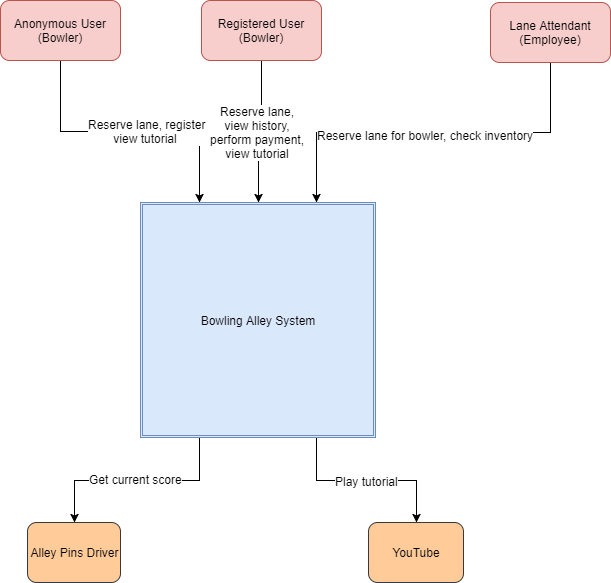 Anonymous User
(Bowler)
Registered User
(Bowler)
Lane Attendant
(Employee)
Reserve lane, register
view tutorial
Reserve lane,
view history,
perform payment,
view tutorial
Reserve lane for bowler, check inventory
Bowling Alley System
Get current score
Play tutorial
Alley Pins Driver
YouTube